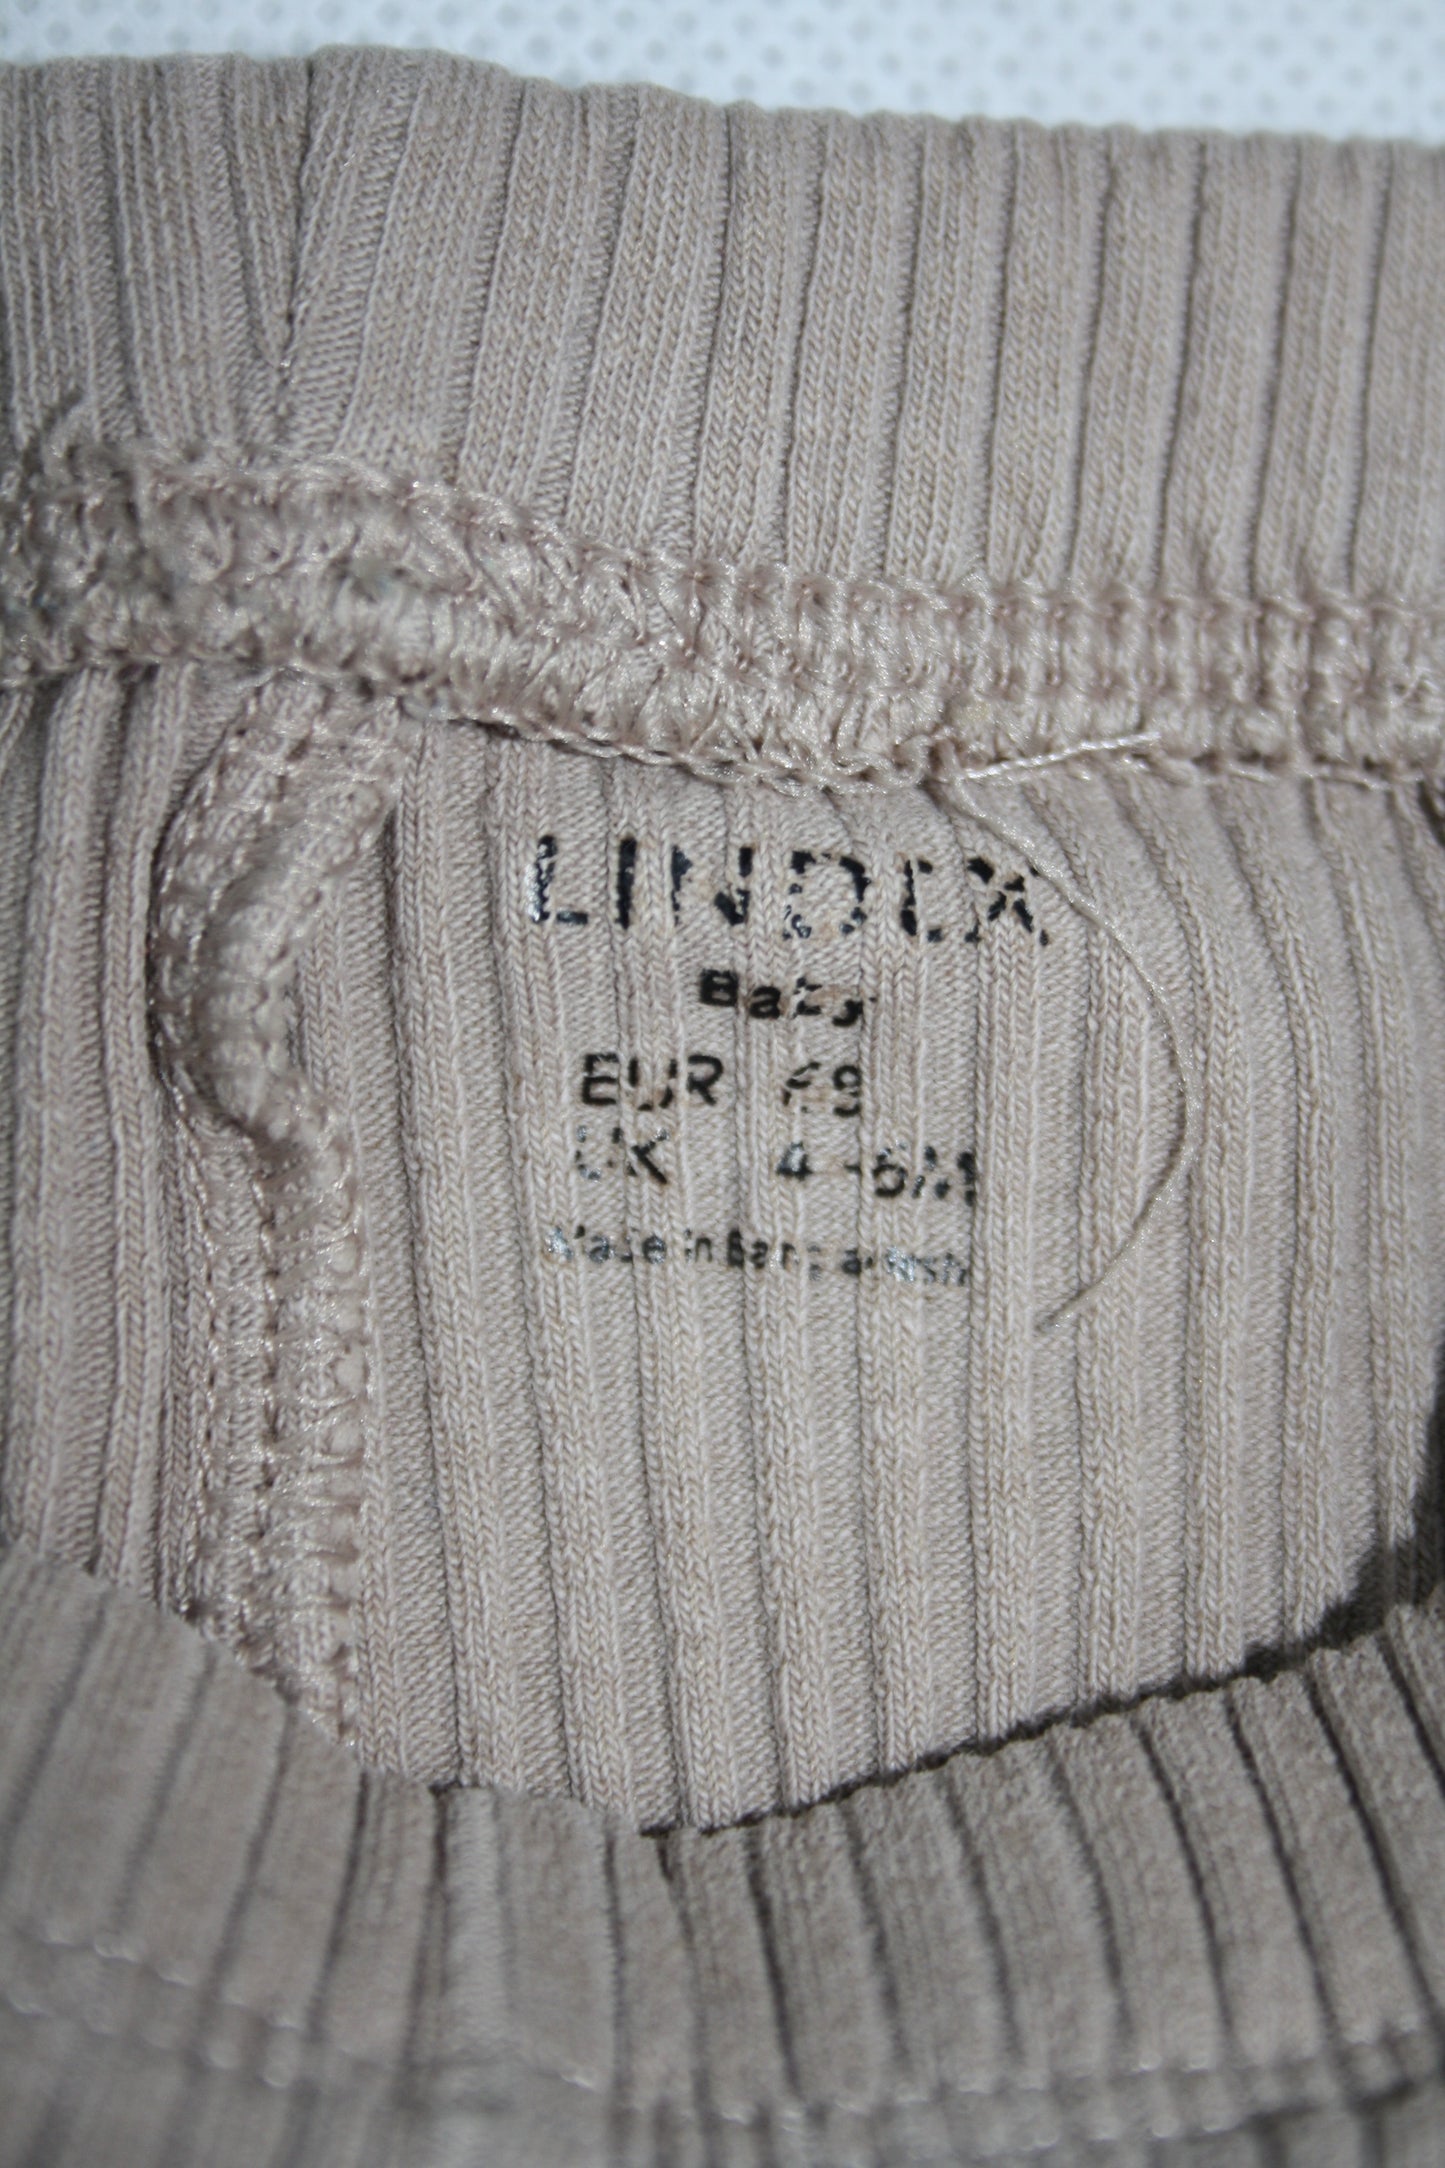 LINDEX
Baby
EUR
UK 4-6M
Made in Bangladesh